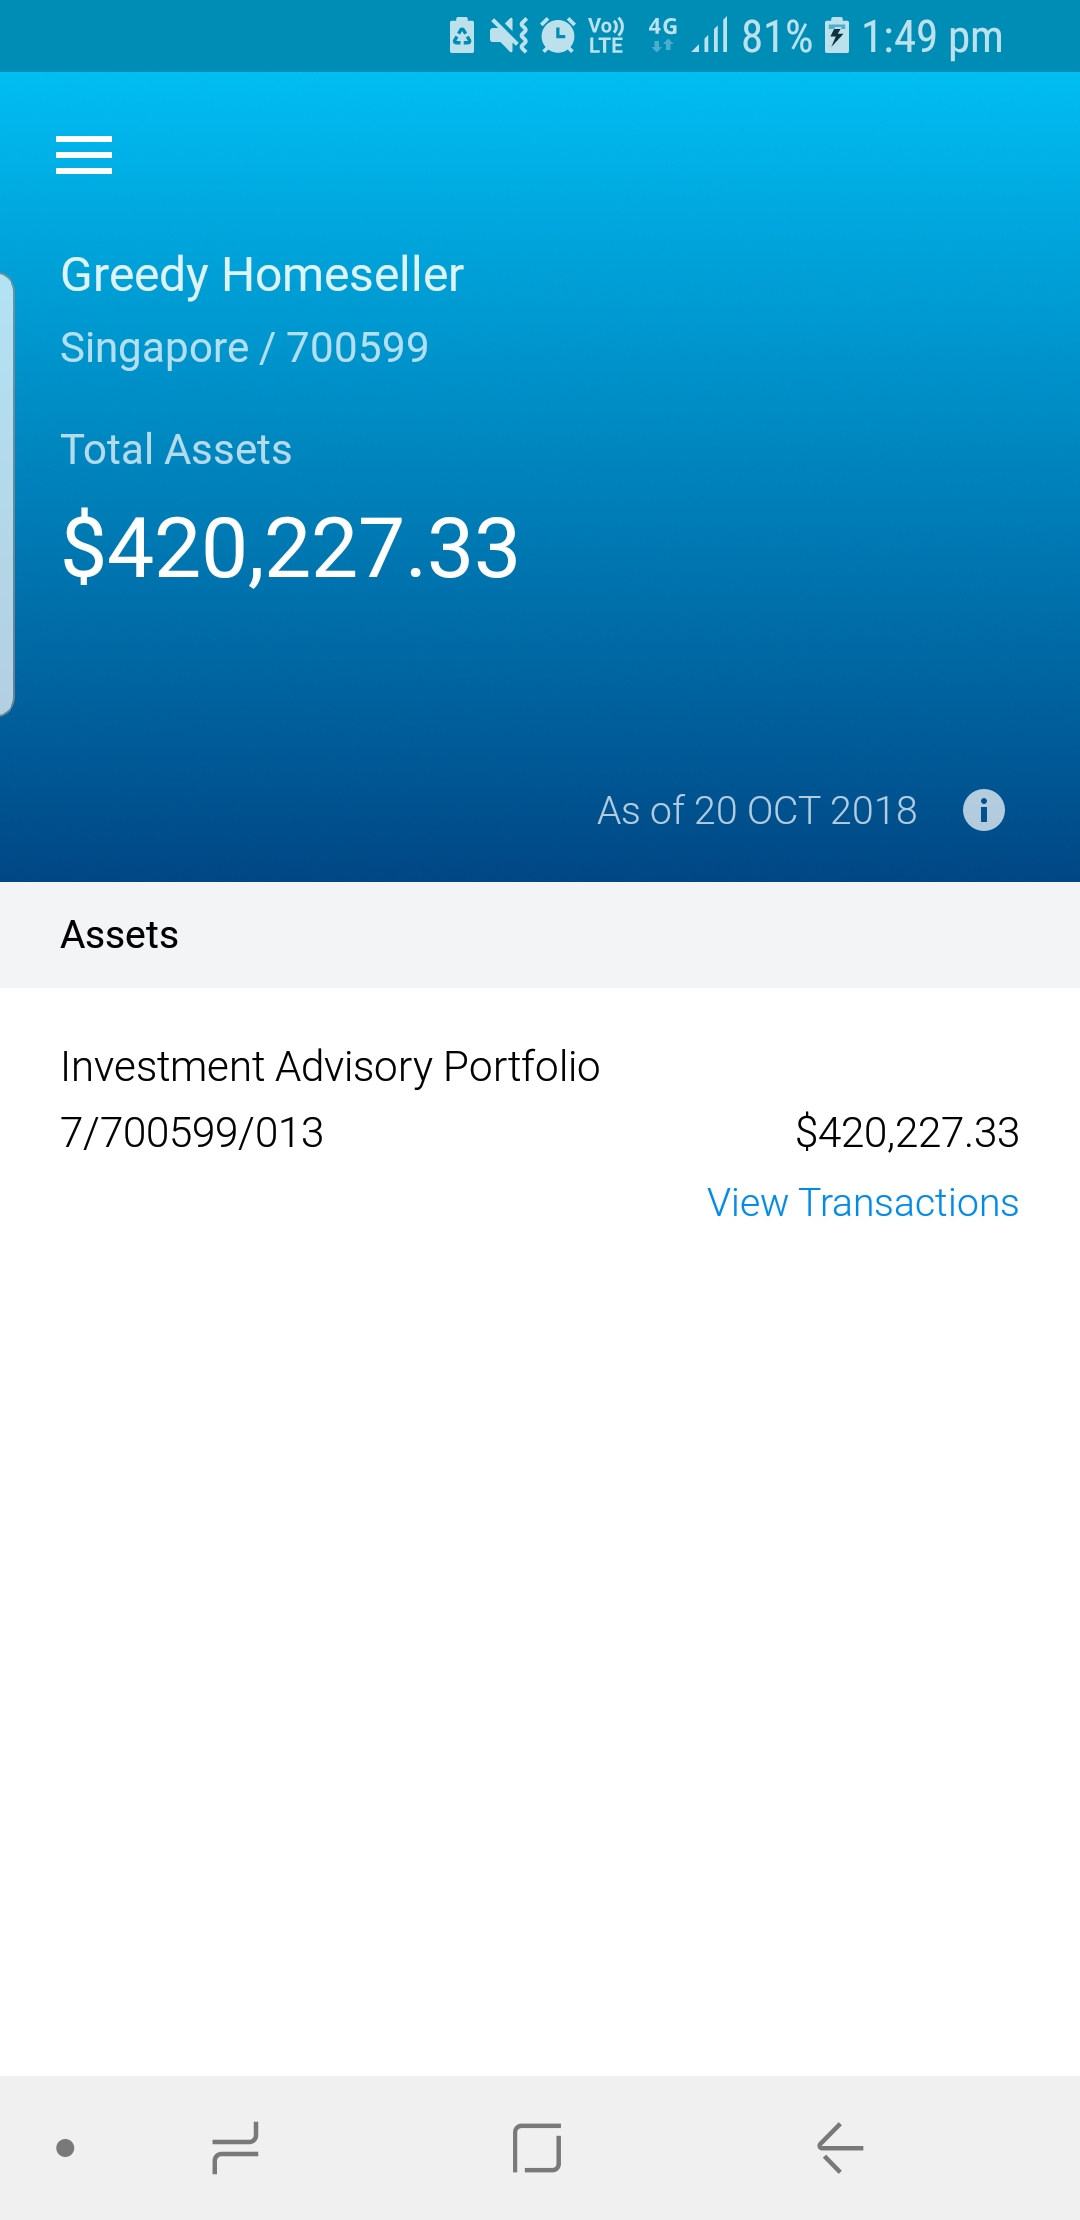 Vo)) LTE 4G 81% 1:49 pm
Greedy Homeseller
Singapore / 700599
Total Assets
$420,227.33
As of 20 OCT 2018
Assets
Investment Advisory Portfolio
7/700599/013 $420,227.33
View Transactions